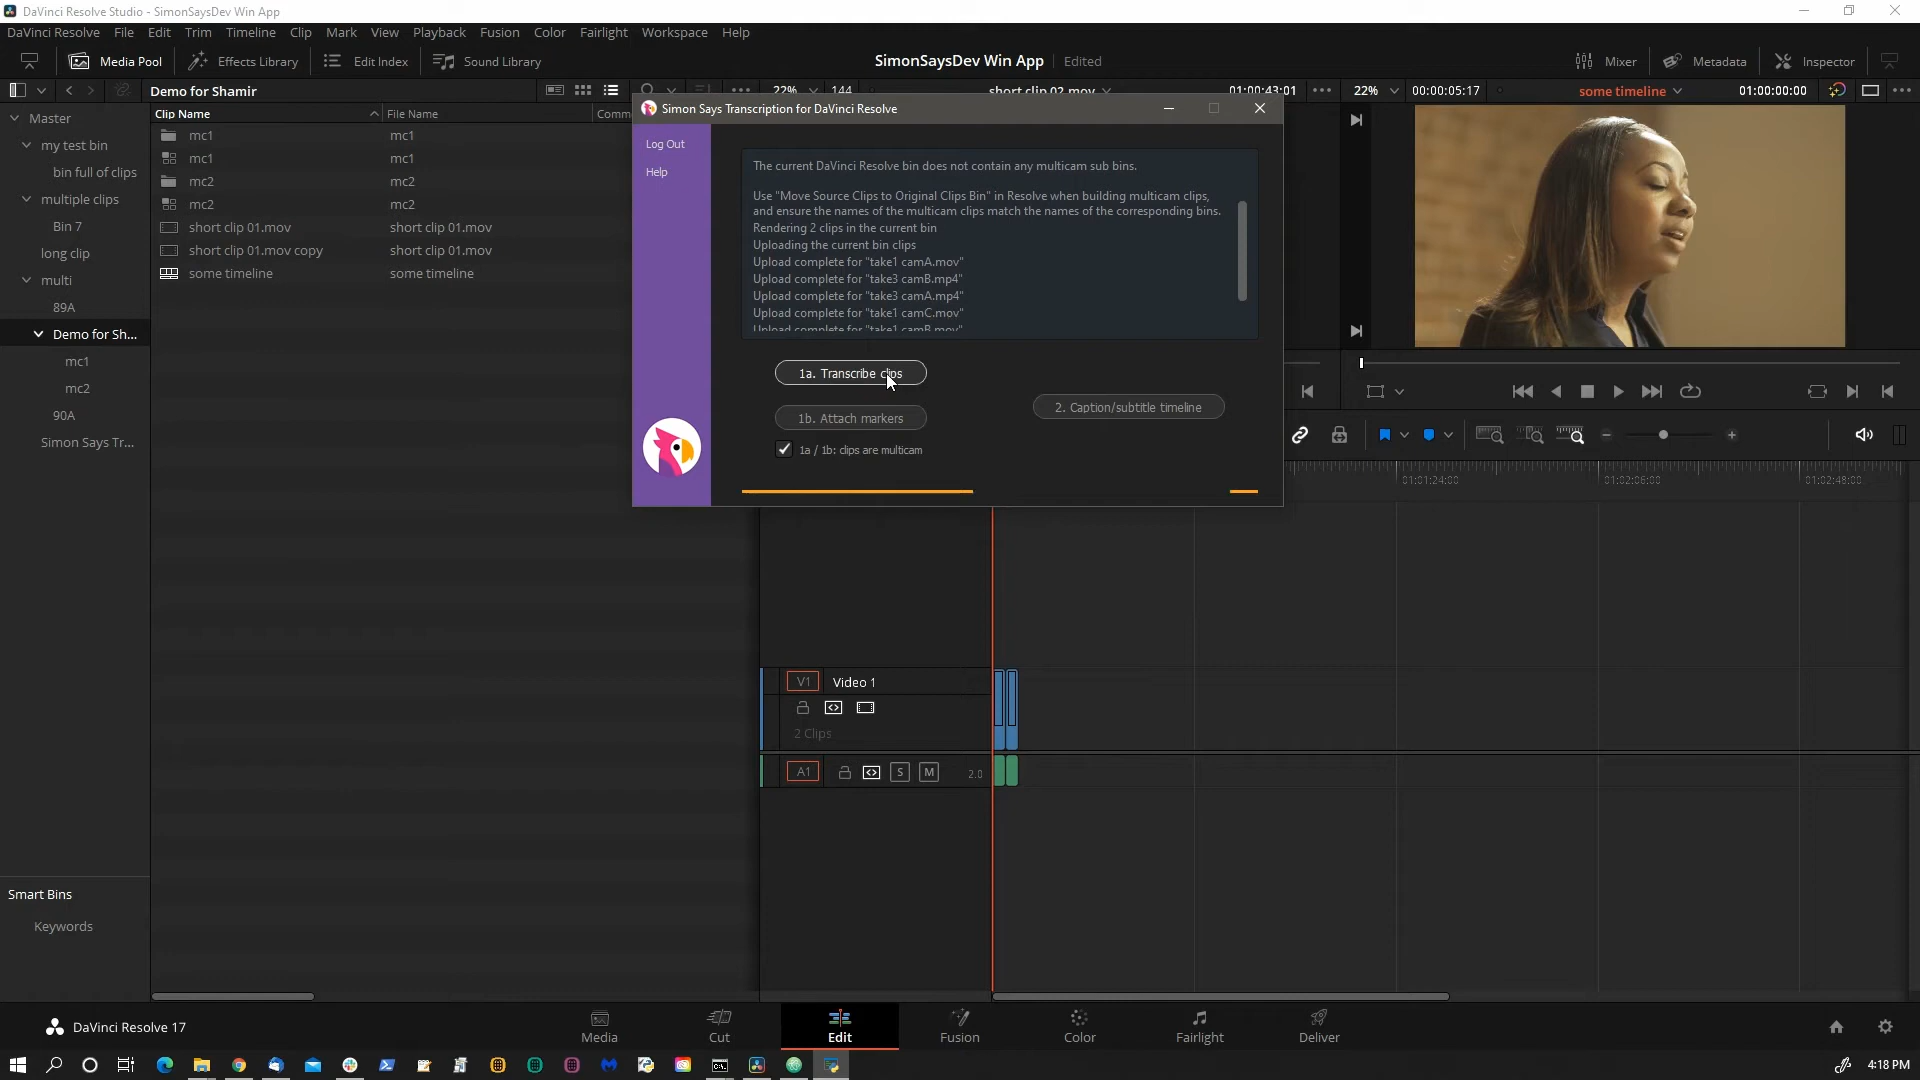 DaVinci Resolve Studio - SimonSaysDev Win App
DaVinci Resolve File Edit Trim Timeline Clip Mark View Playback Fusion Color Fairlight Workspace Help
Media Pool Effects Library Edit Index Sound Library SimonSaysDev Win App Edited Mixer Metadata Inspector
Demo for Shamir 22% 144 short clip 02.mov 01:00:43:01 22% 00:00:05:17 some timeline 01:00:00:00
Clip Name File Name Comm
Master
my test bin
bin full of clips
multiple clips
Bin 7
long clip
multi
89A
Demo for Sh...
mc1
mc2
90A
Simon Says Tr...
mc1 mc1
mc1 mc1
mc2 mc2
mc2 mc2
short clip 01.mov short clip 01.mov
short clip 01.mov copy short clip 01.mov
some timeline some timeline
Simon Says Transcription for DaVinci Resolve
Log Out
Help
The current DaVinci Resolve bin does not contain any multicam sub bins.
Use "Move Source Clips to Original Clips Bin" in Resolve when building multicam clips,
and ensure the names of the multicam clips match the names of the corresponding bins.
Rendering 2 clips in the current bin
Uploading the current bin clips
Upload complete for "take1 camA.mov"
Upload complete for "take3 camB.mp4"
Upload complete for "take3 camA.mp4"
Upload complete for "take1 camC.mov"
Upload complete for "take1 camB.mov"
1a. Transcribe clips
1b. Attach markers
2. Caption/subtitle timeline
1a / 1b: clips are multicam
01:01:24:00 01:02:06:00 01:02:48:00
V1 Video 1
2 Clips
A1 S M 2.0
Smart Bins
Keywords
DaVinci Resolve 17
Media Cut Edit Fusion Color Fairlight Deliver
4:18 PM